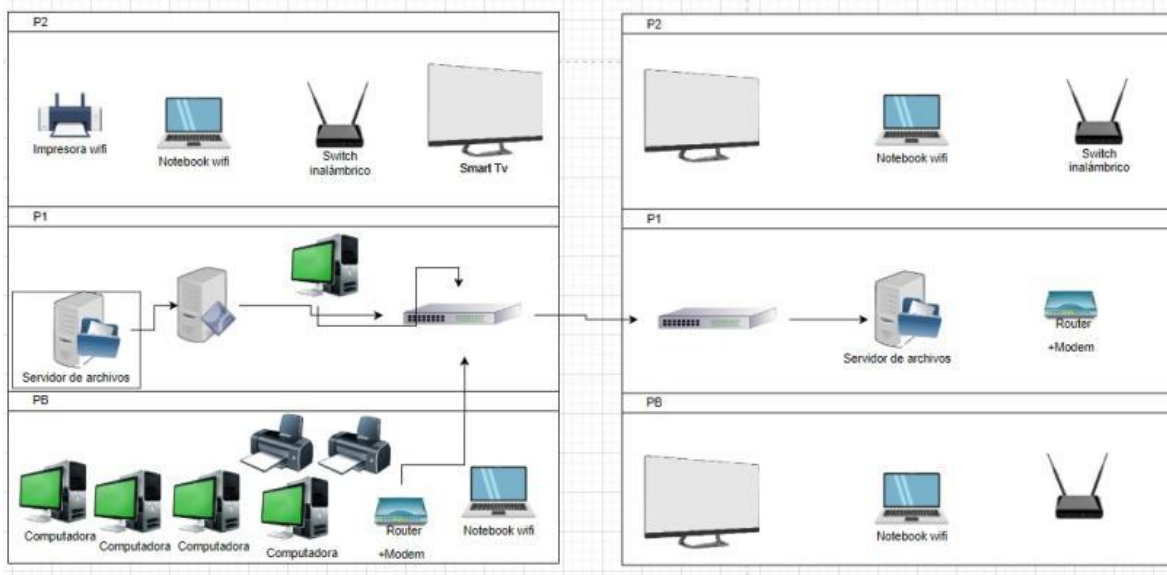 P2
Impresora wifi
Notebook wifi
Switch
inalámbrico
Smart Tv
P1
Servidor de archivos
PB
Computadora
Computadora
Computadora
Computadora
Router
+Modem
Notebook wifi
P2
Notebook wifi
Switch
inalámbrico
P1
Servidor de archivos
Router
+Modem
PB
Notebook wifi